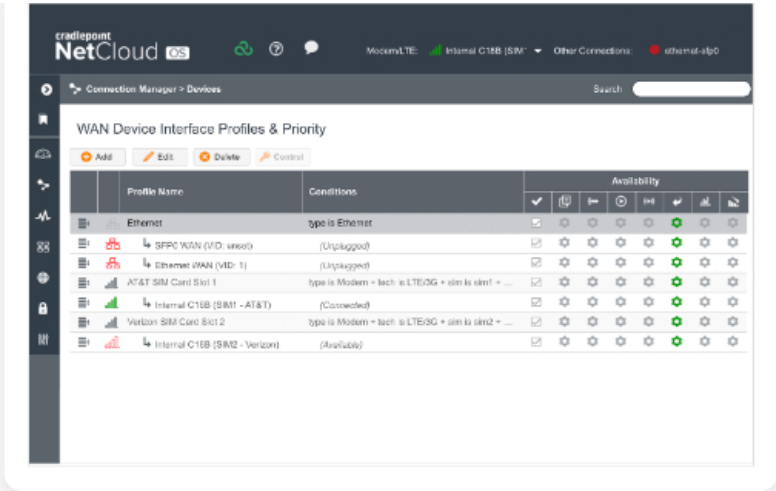 cradlepoint
NetCloud OS
Modem/LTE: Internal C18B (SIM1 Other Connections: ethernet-sfp0
Connection Manager > Devices Search
WAN Device Interface Profiles & Priority
Add Edit Delete Control
Availability
Profile Name Conditions
Ethernet type is Ethernet
SFP0 WAN (VID: unset) (Unplugged)
Ethernet WAN (VID: 1) (Unplugged)
AT&T SIM Card Slot 1 type is Modem + tech is LTE/3G + sim is sim1 + ...
Internal C18B (SIM1 - AT&T) (Connected)
Verizon SIM Card Slot 2 type is Modem + tech is LTE/3G + sim is sim2 + ...
Internal C18B (SIM2 - Verizon) (Available)